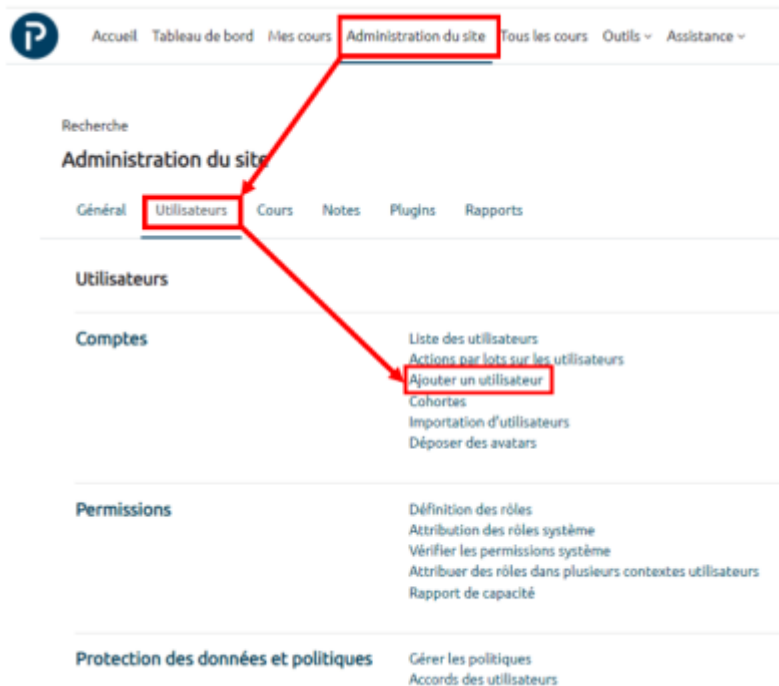 P
Accueil Tableau de bord Mes cours Administration du site Tous les cours Outils Assistance
Recherche
Administration du site
Général Utilisateurs Cours Notes Plugins Rapports
Utilisateurs
Comptes
Liste des utilisateurs
Actions par lots sur les utilisateurs
Ajouter un utilisateur
Cohortes
Importation d'utilisateurs
Déposer des avatars
Permissions
Définition des rôles
Attribution des rôles système
Vérifier les permissions système
Attribuer des rôles dans plusieurs contextes utilisateurs
Rapport de capacité
Protection des données et politiques
Gérer les politiques
Accords des utilisateurs